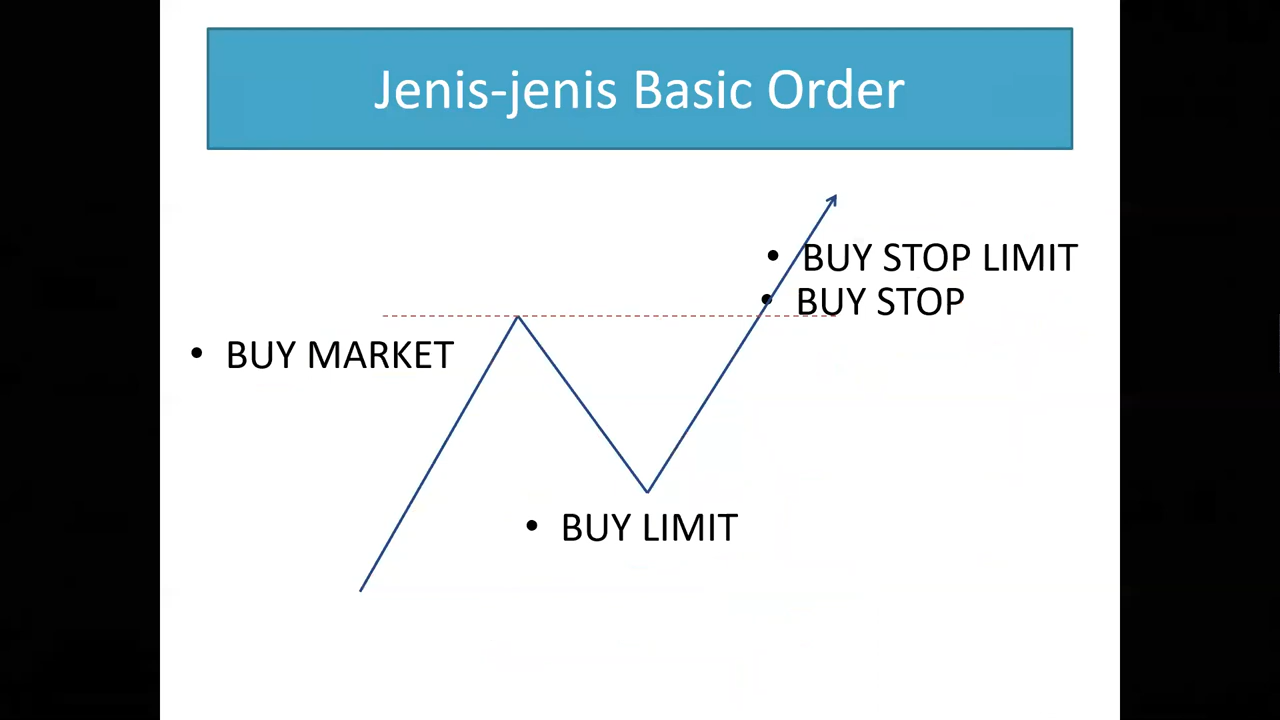 Jenis-jenis Basic Order
• BUY STOP LIMIT
• BUY STOP
• BUY MARKET
• BUY LIMIT